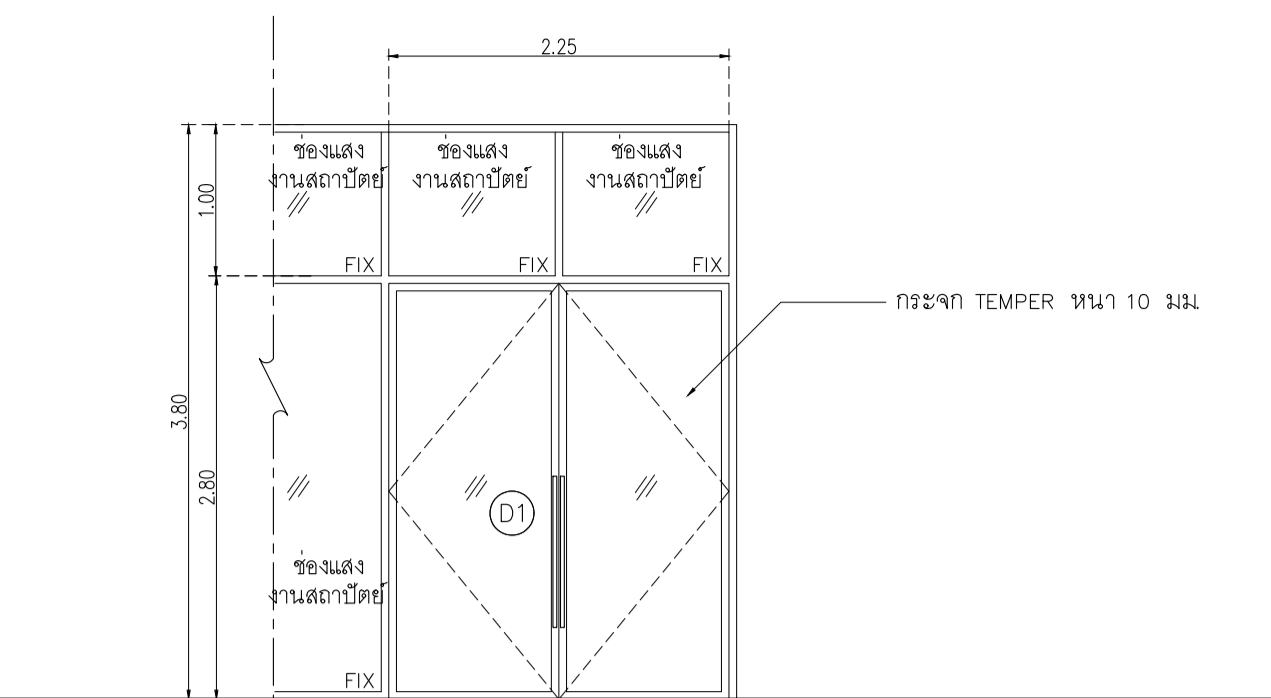 2.25
ช่องแสง
งานสถาปัตย์
ช่องแสง
งานสถาปัตย์
ช่องแสง
งานสถาปัตย์
1.00
FIX
FIX
FIX
กระจก TEMPER หนา 10 มม.
3.80
2.80
D1
ช่องแสง
งานสถาปัตย์
FIX